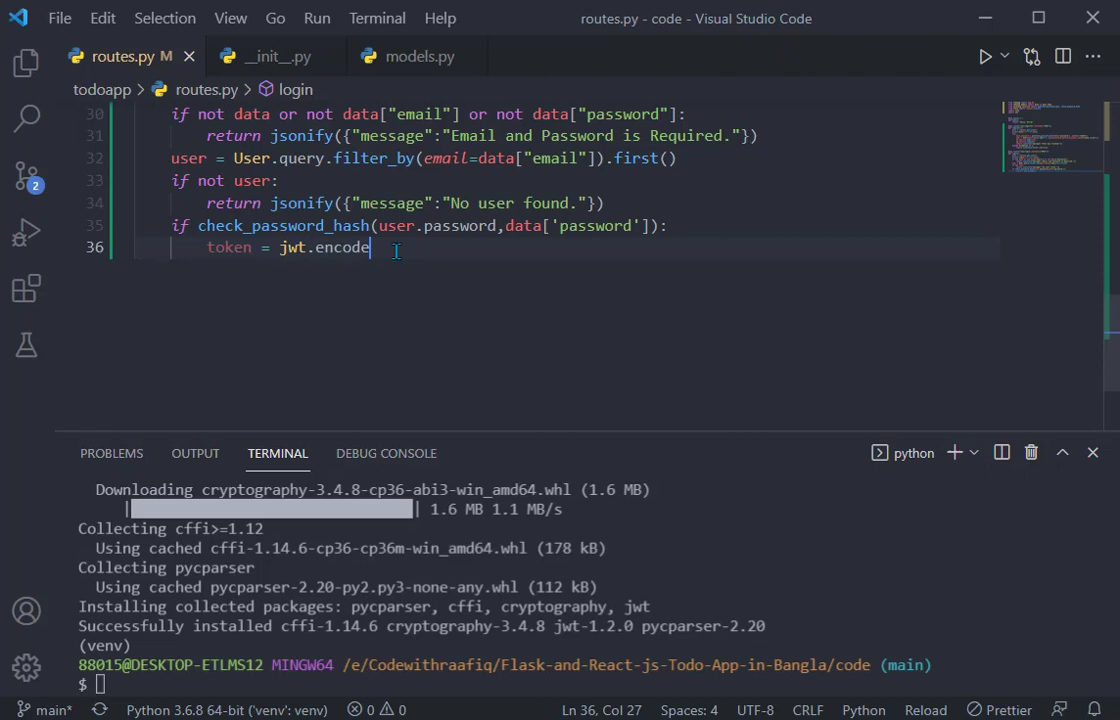 File Edit Selection View Go Run Terminal Help routes.py - code - Visual Studio Code
routes.py M __init__.py models.py
todoapp > routes.py > login
30 if not data or not data["email"] or not data["password"]:
31 return jsonify({"message":"Email and Password is Required."})
32 user = User.query.filter_by(email=data["email"]).first()
33 if not user:
34 return jsonify({"message":"No user found."})
35 if check_password_hash(user.password,data['password']):
36 token = jwt.encode
2
PROBLEMS OUTPUT TERMINAL DEBUG CONSOLE python
Downloading cryptography-3.4.8-cp36-abi3-win_amd64.whl (1.6 MB)
| | 1.6 MB 1.1 MB/s
Collecting cffi>=1.12
Using cached cffi-1.14.6-cp36-cp36m-win_amd64.whl (178 kB)
Collecting pycparser
Using cached pycparser-2.20-py2.py3-none-any.whl (112 kB)
Installing collected packages: pycparser, cffi, cryptography, jwt
Successfully installed cffi-1.14.6 cryptography-3.4.8 jwt-1.2.0 pycparser-2.20
(venv)
88015@DESKTOP-ETLMS12 MINGW64 /e/Codewithraafiq/Flask-and-React-js-Todo-App-in-Bangla/code (main)
$
main* Python 3.6.8 64-bit ('venv': venv) 0 0 Ln 36, Col 27 Spaces: 4 UTF-8 CRLF Python Reload Prettier